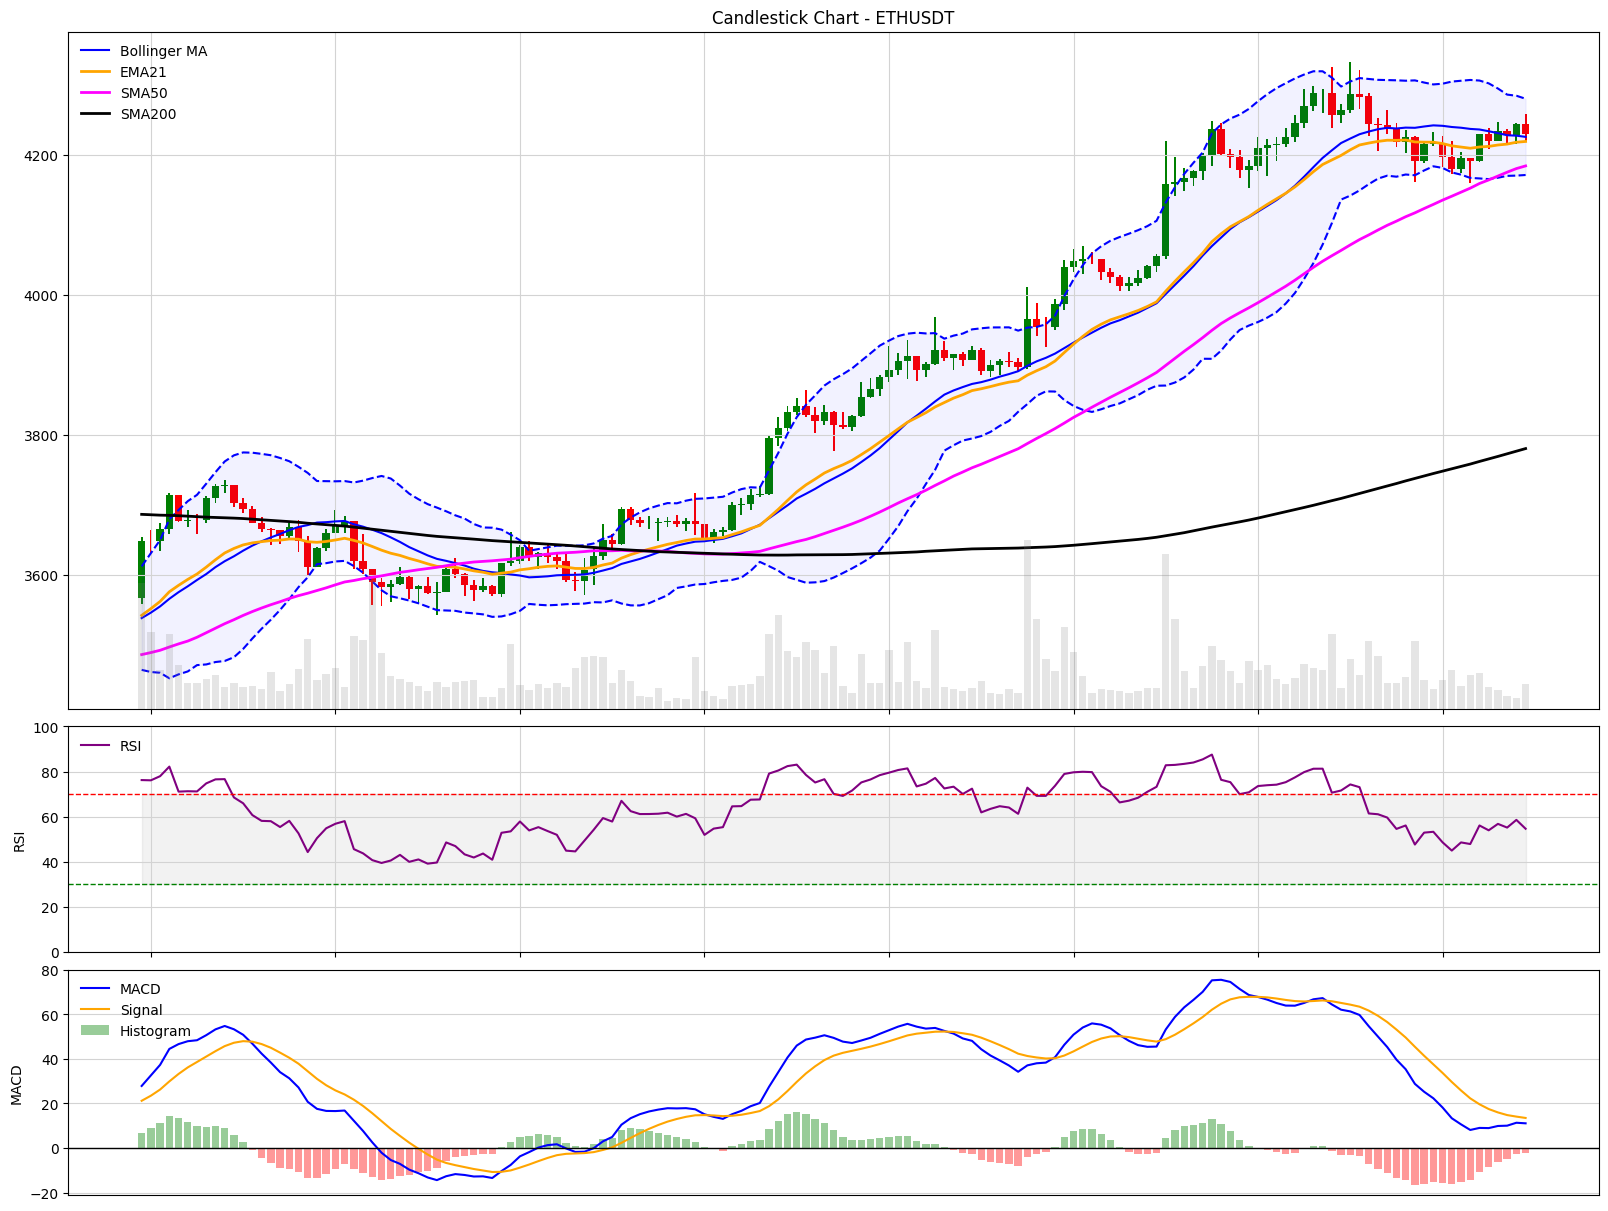 Candlestick Chart - ETHUSDT
Bollinger MA
EMA21
SMA50
SMA200
4200
4000
3800
3600
100
RSI
80
60
RSI
40
20
0
80
MACD
60
Signal
Histogram
40
MACD
20
0
−20